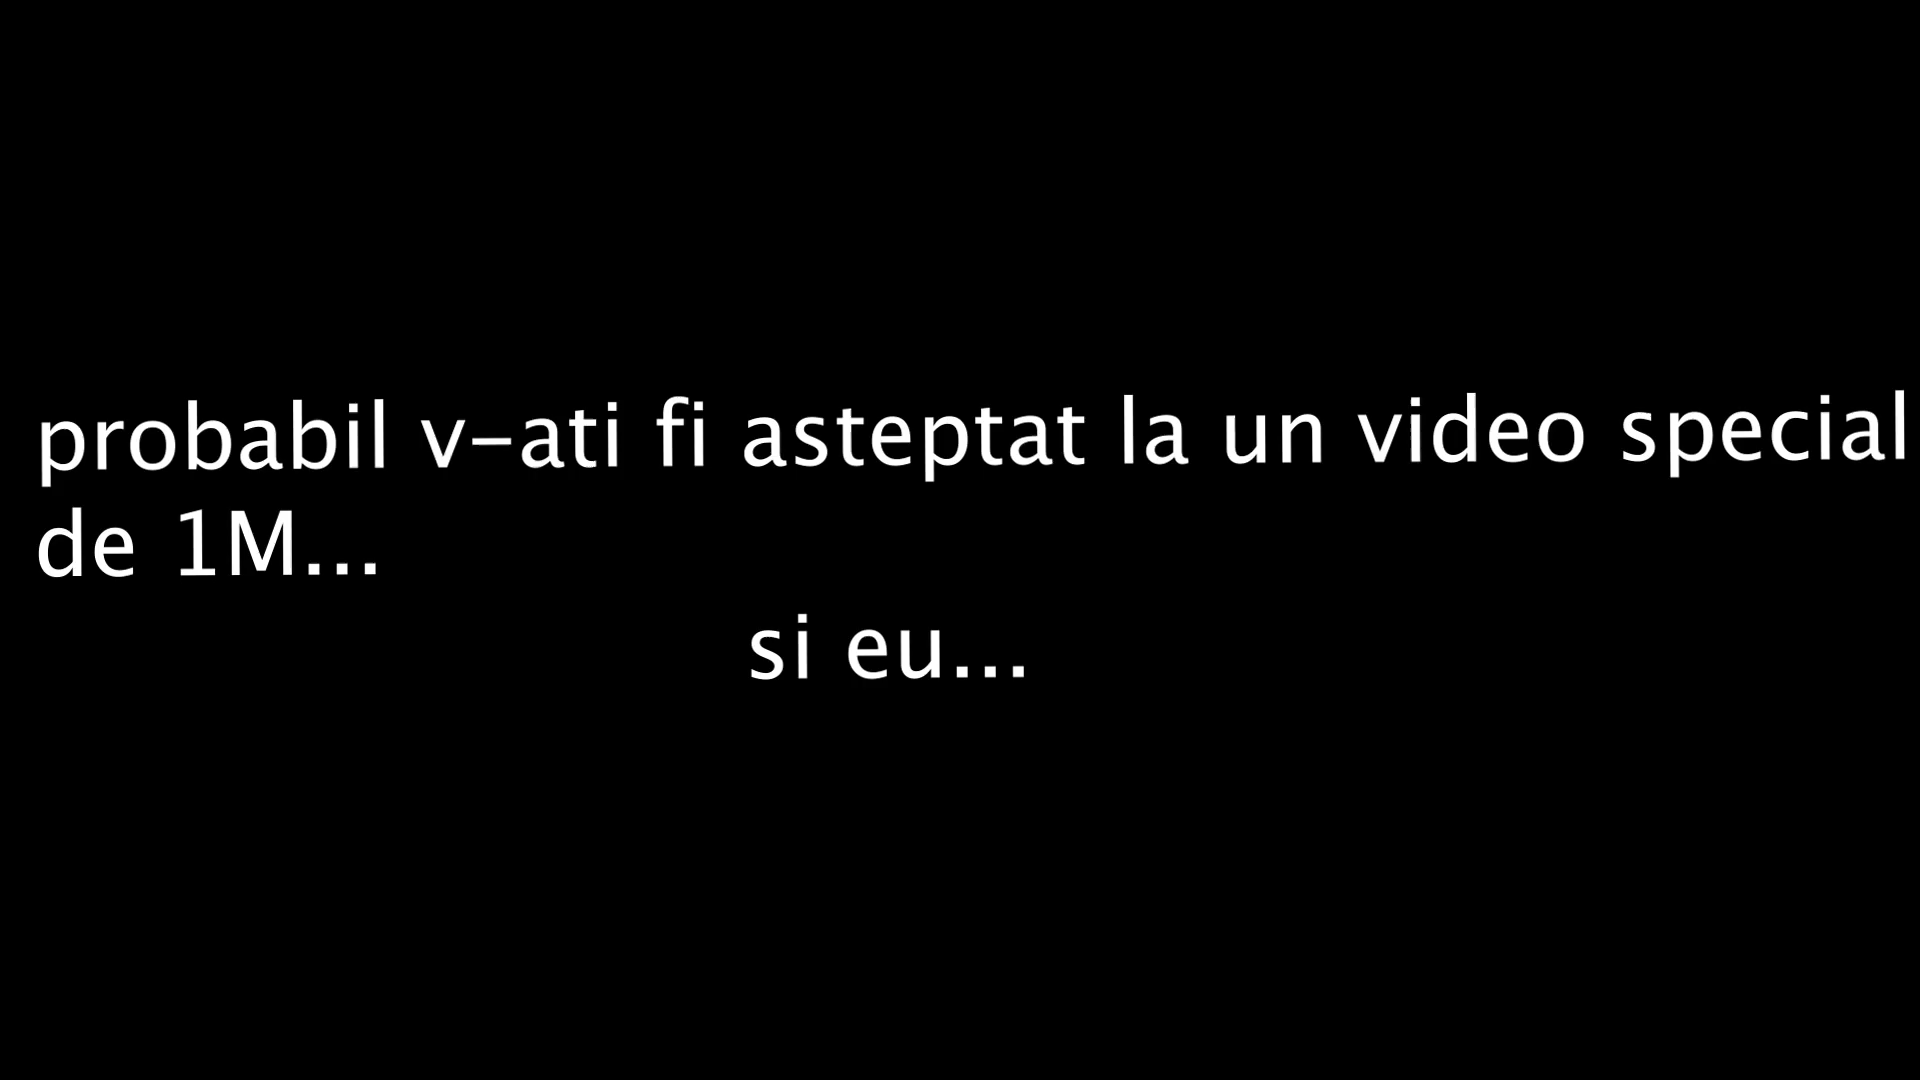 probabil v-ati fi asteptat la un video special
de 1M...
si eu...